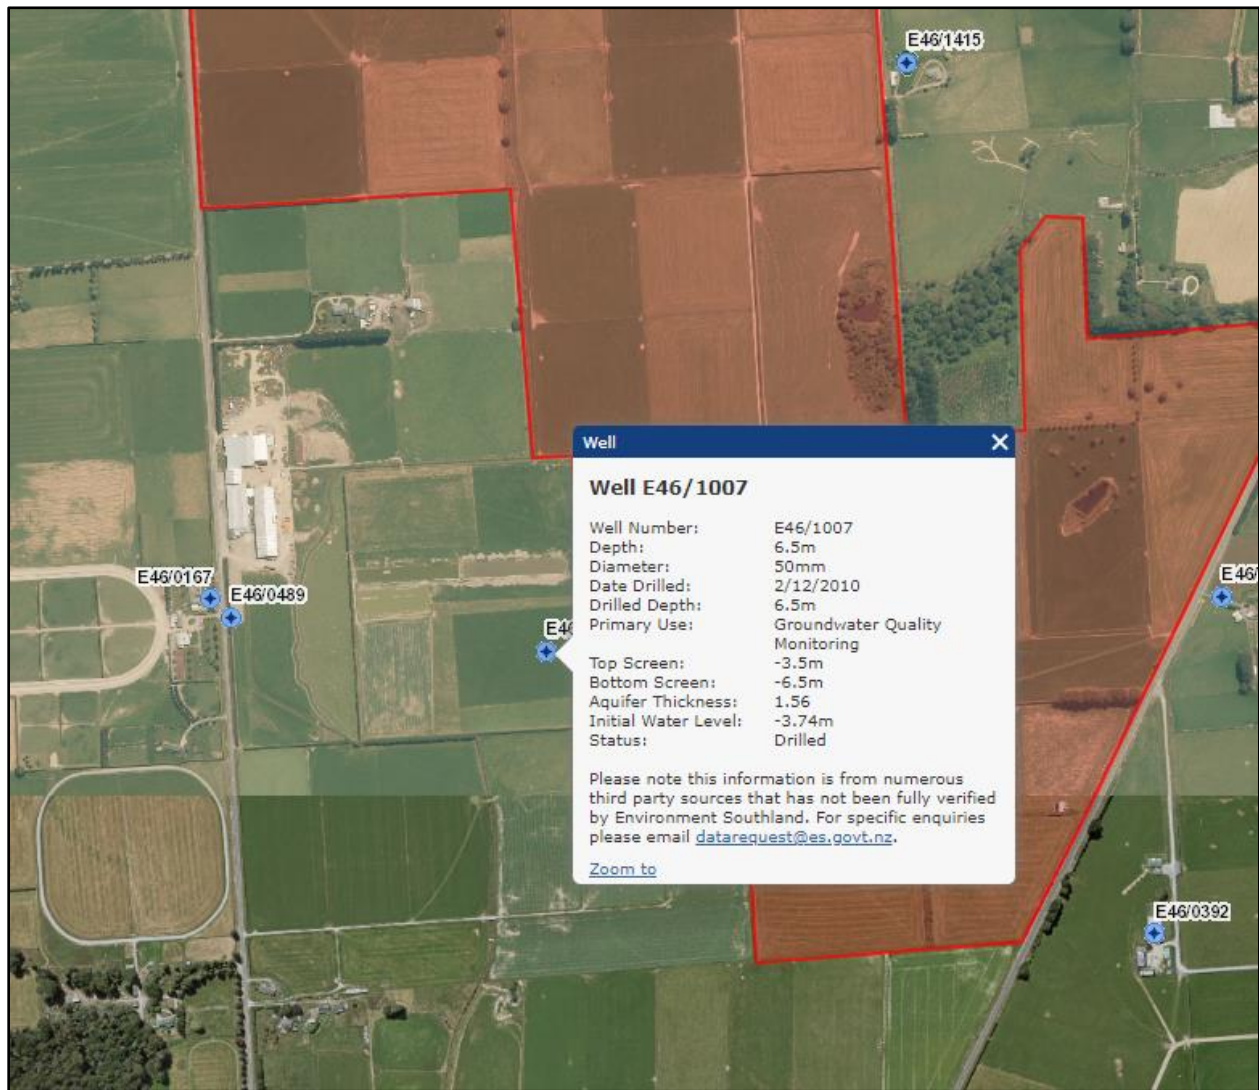 E46/1415
Well
Well E46/1007
Well Number: E46/1007
Depth: 6.5m
Diameter: 50mm
Date Drilled: 2/12/2010
Drilled Depth: 6.5m
Primary Use: Groundwater Quality
Monitoring
Top Screen: -3.5m
Bottom Screen: -6.5m
Aquifer Thickness: 1.56
Initial Water Level: -3.74m
Status: Drilled
Please note this information is from numerous
third party sources that has not been fully verified
by Environment Southland. For specific enquiries
please email datarequest@es.govt.nz.
Zoom to
E46/0167
E46/0489
E46
E46/
E46/0392